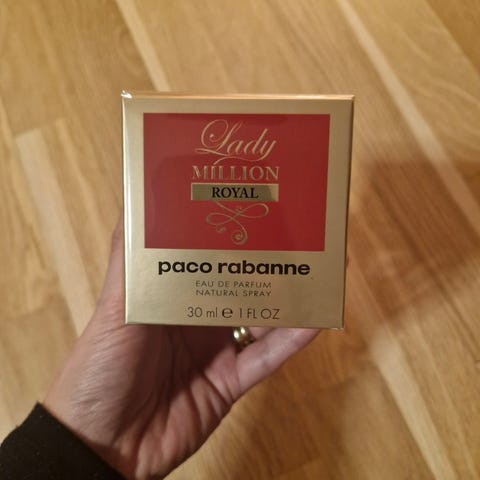 Lady
MILLION
ROYAL
paco rabanne
EAU DE PARFUM
NATURAL SPRAY
30 ml ℮ 1 FL OZ